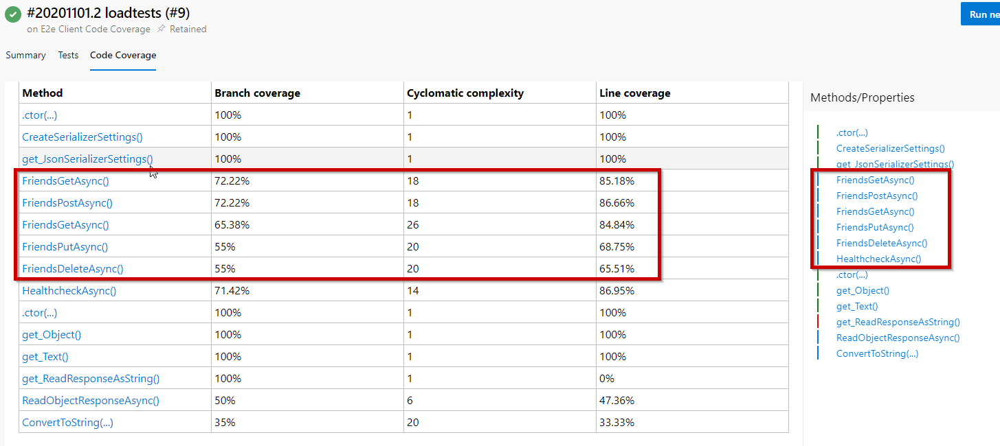 #20201101.2 loadtests (#9)
on E2e Client Code Coverage Retained
Run ne
Summary Tests Code Coverage
Method Branch coverage Cyclomatic complexity Line coverage
.ctor(...) 100% 1 100%
CreateSerializerSettings() 100% 1 100%
get_JsonSerializerSettings() 100% 1 100%
FriendsGetAsync() 72.22% 18 85.18%
FriendsPostAsync() 72.22% 18 86.66%
FriendsGetAsync() 65.38% 26 84.84%
FriendsPutAsync() 55% 20 68.75%
FriendsDeleteAsync() 55% 20 65.51%
HealthcheckAsync() 71.42% 14 86.95%
.ctor(...) 100% 1 100%
get_Object() 100% 1 100%
get_Text() 100% 1 100%
get_ReadResponseAsString() 100% 1 0%
ReadObjectResponseAsync() 50% 6 47.36%
ConvertToString(...) 35% 20 33.33%
Methods/Properties
.ctor(...)
CreateSerializerSettings()
get_JsonSerializerSettings()
FriendsGetAsync()
FriendsPostAsync()
FriendsGetAsync()
FriendsPutAsync()
FriendsDeleteAsync()
HealthcheckAsync()
.ctor(...)
get_Object()
get_Text()
get_ReadResponseAsString()
ReadObjectResponseAsync()
ConvertToString(...)